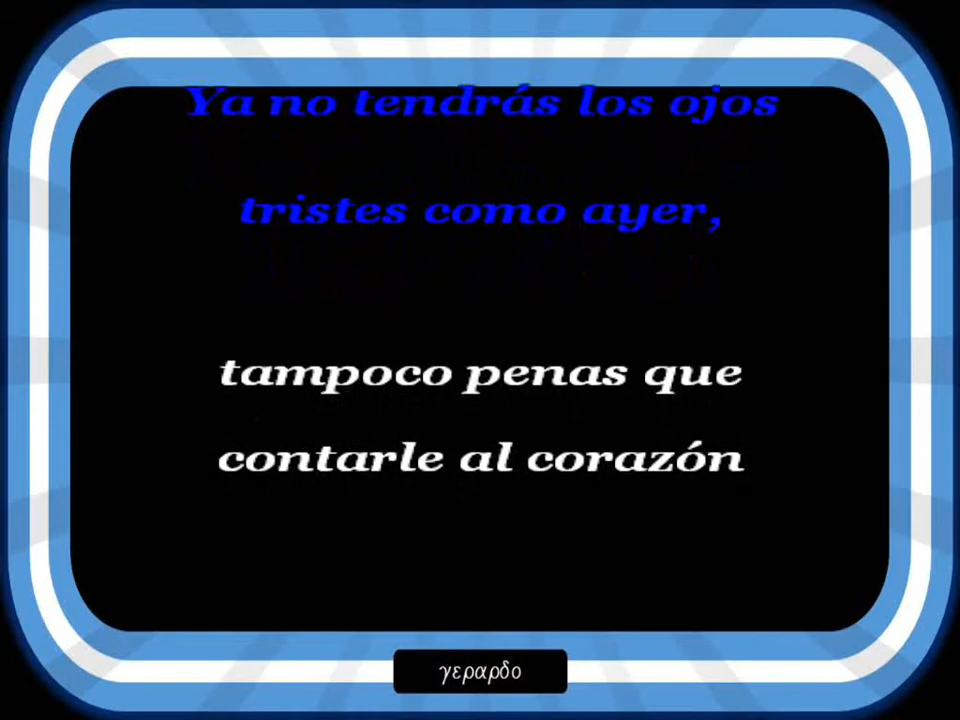 Ya no tendrás los ojos
tristes como ayer,
tampoco penas que
contarle al corazón
γεραρδο